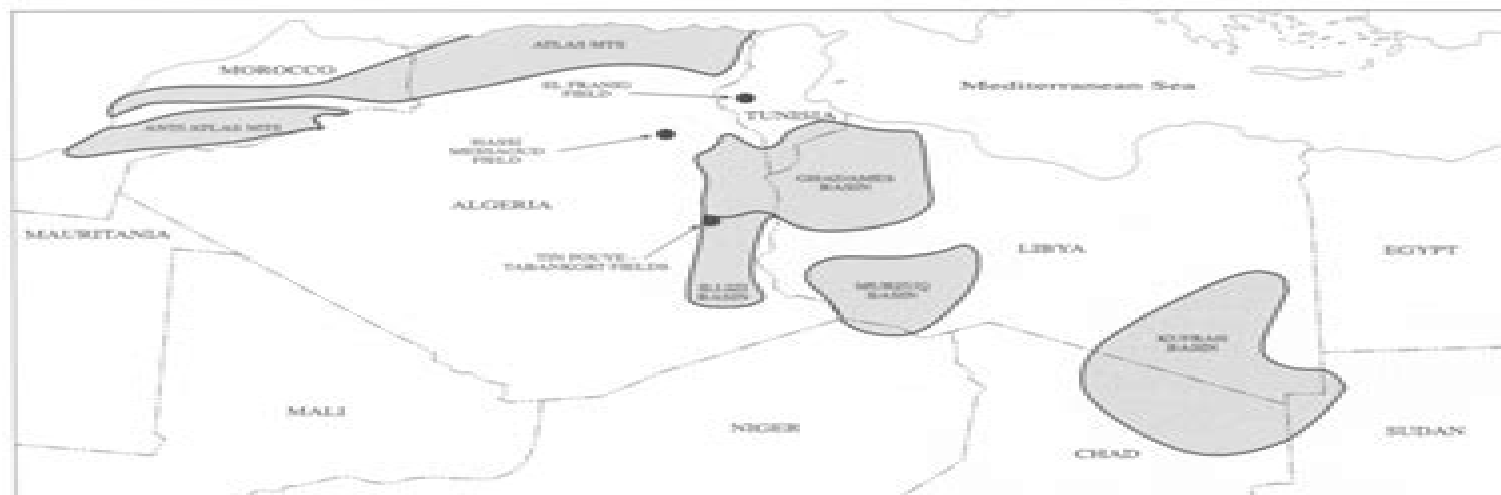 ATLAS MTS
MOROCCO
Mediterranean Sea
EL FRANIG
FIELD
TUNISIA
ANTI ATLAS MTS
HASSI
MESSAOUD
FIELD
GHADAMES
BASIN
ALGERIA
MAURITANIA
LIBYA
EGYPT
TIN FOUYE -
TABANKORT FIELDS
ILLIZI
BASIN
MURZUQ
BASIN
KUFRAH
BASIN
MALI
NIGER
SUDAN
CHAD